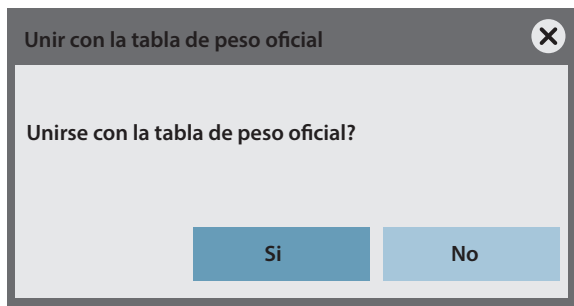 Unir con la tabla de peso oficial
Unirse con la tabla de peso oficial?
Si
No